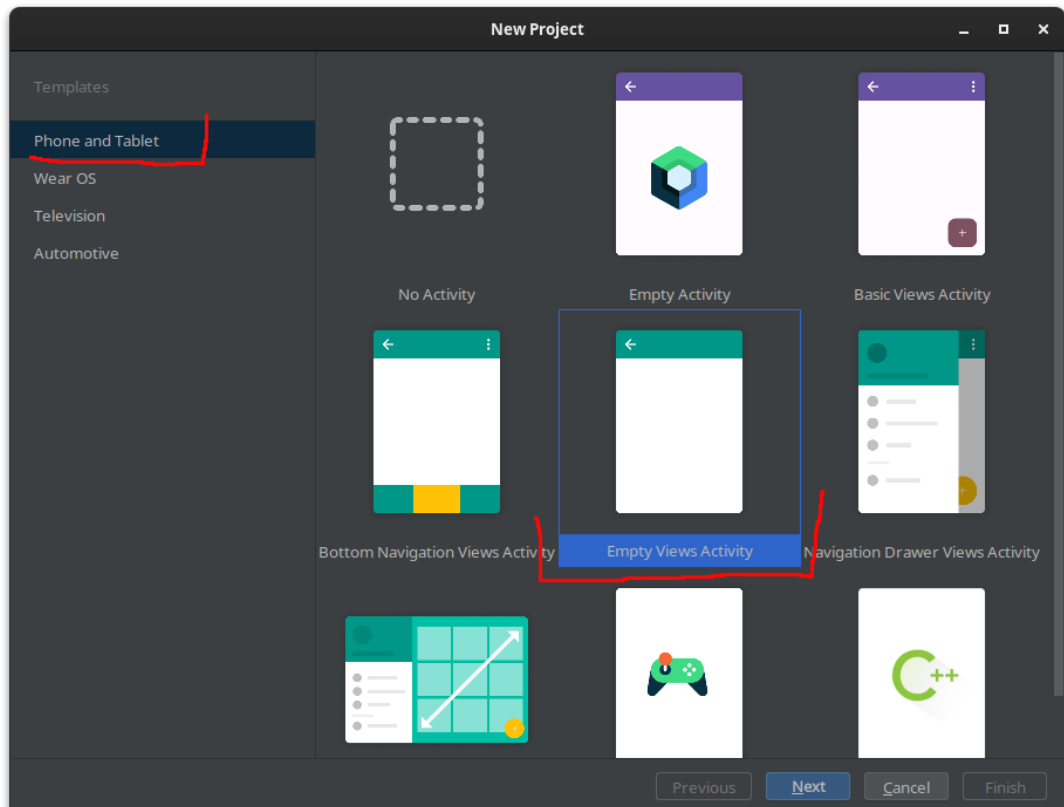 New Project
Templates
Phone and Tablet
Wear OS
Television
Automotive
No Activity
Empty Activity
Basic Views Activity
Bottom Navigation Views Activity
Empty Views Activity
Navigation Drawer Views Activity
C++
Previous
Next
Cancel
Finish